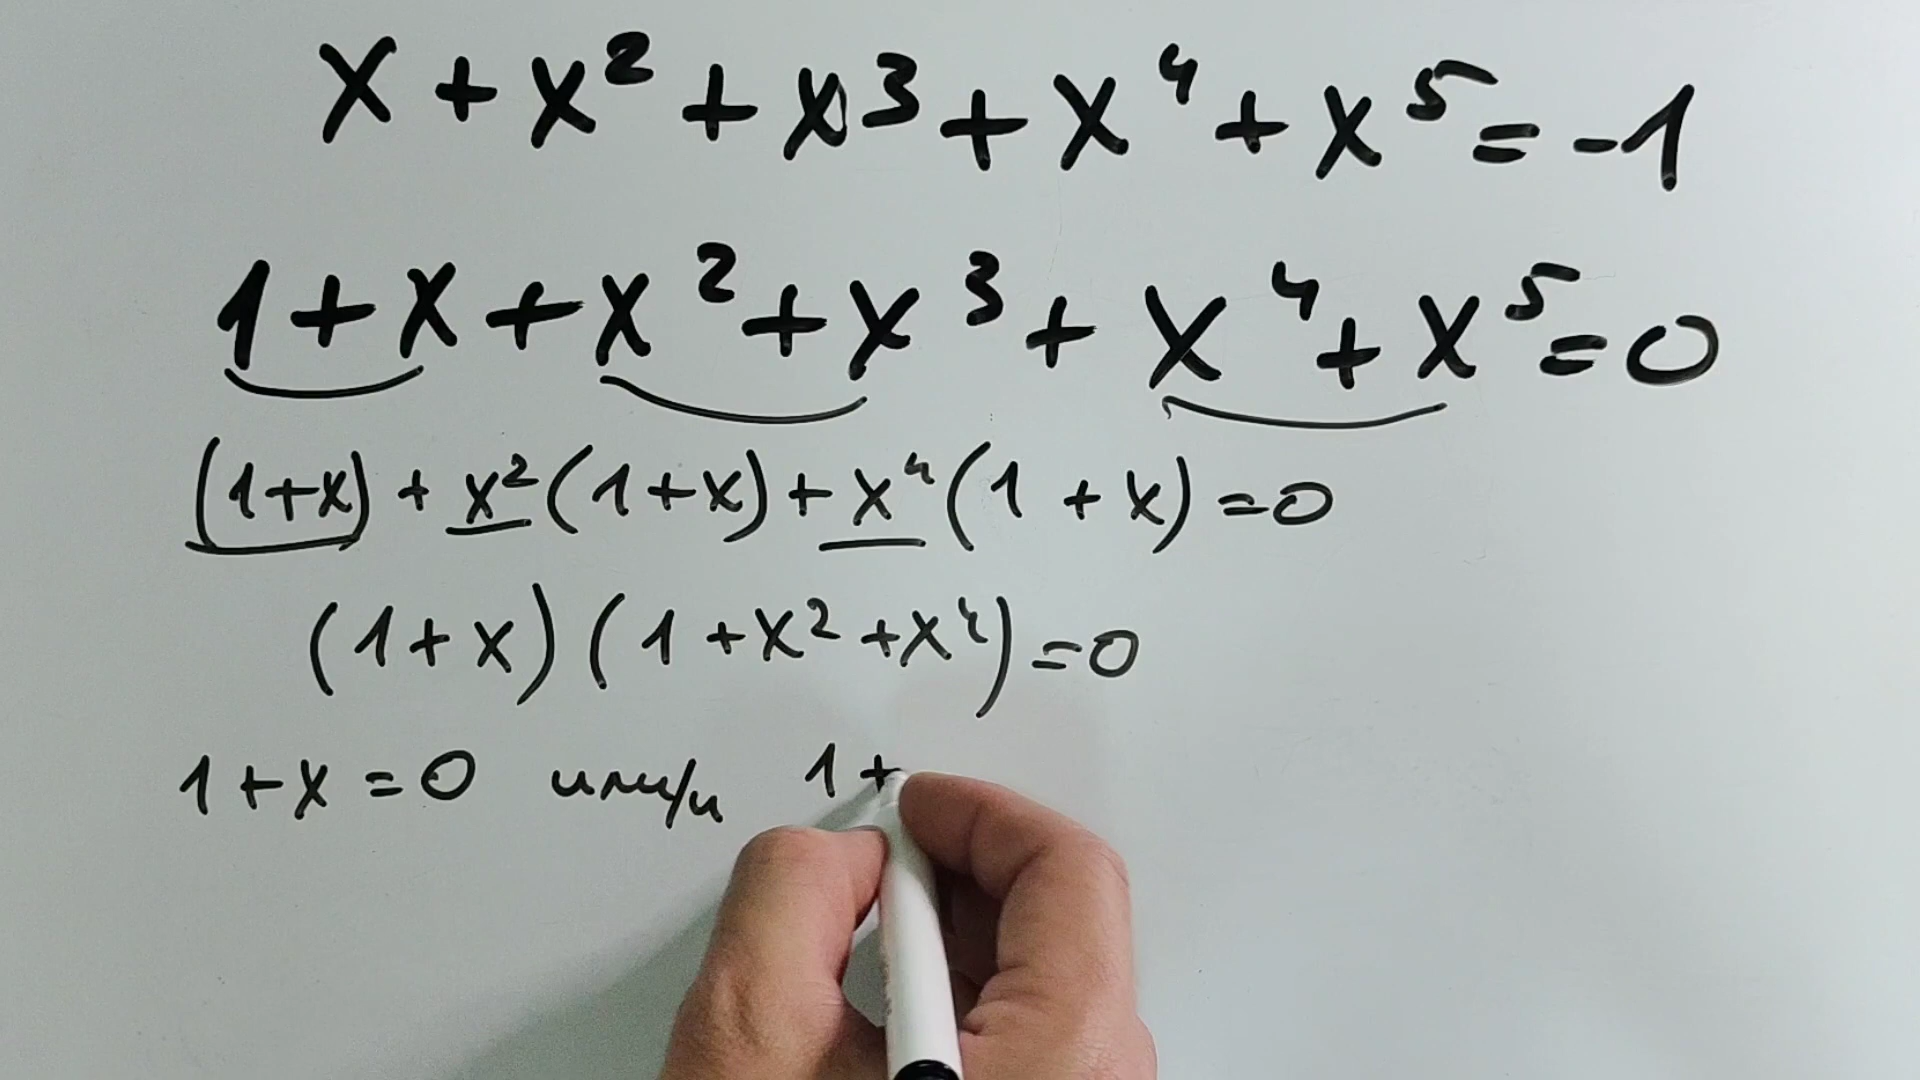 x + x² + x³ + x⁴ + x⁵ = -1
1 + x + x² + x³ + x⁴ + x⁵ = 0
(1+x) + x²(1+x) + x⁴(1 + x) = 0
(1+x)(1+x²+x⁴) = 0
1+x = 0 или/и 1 +